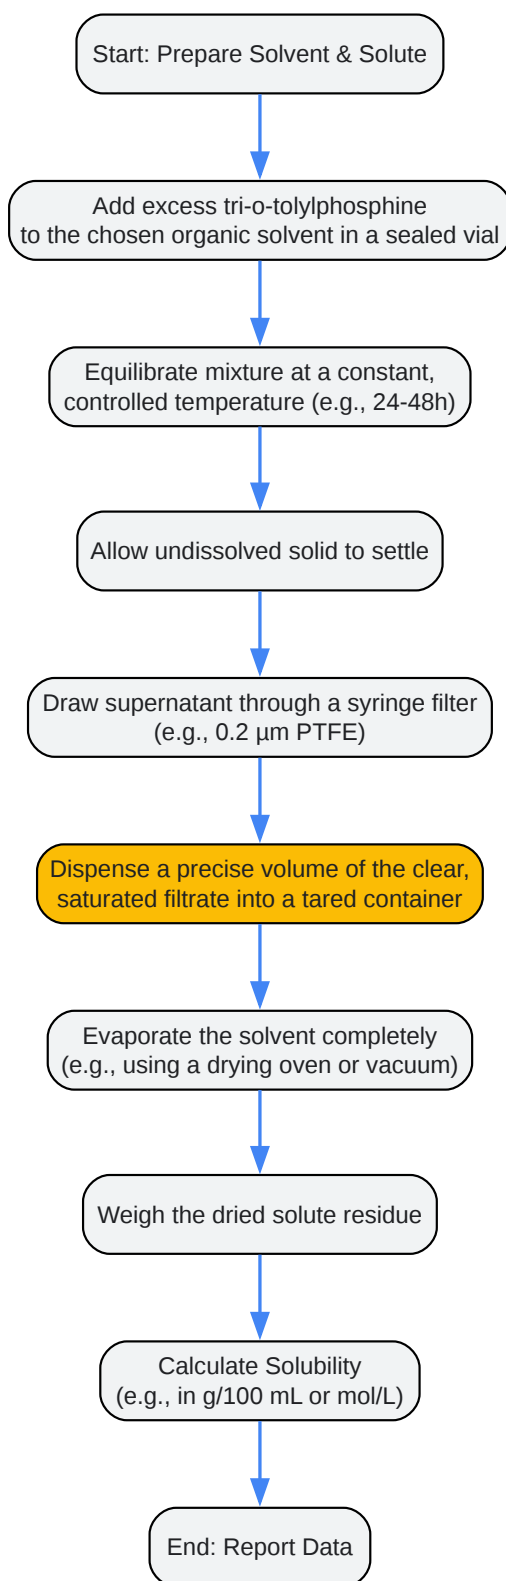 Start: Prepare Solvent & Solute
Add excess tri-o-tolylphosphine
to the chosen organic solvent in a sealed vial
Equilibrate mixture at a constant,
controlled temperature (e.g., 24-48h)
Allow undissolved solid to settle
Draw supernatant through a syringe filter
(e.g., 0.2 µm PTFE)
Dispense a precise volume of the clear,
saturated filtrate into a tared container
Evaporate the solvent completely
(e.g., using a drying oven or vacuum)
Weigh the dried solute residue
Calculate Solubility
(e.g., in g/100 mL or mol/L)
End: Report Data